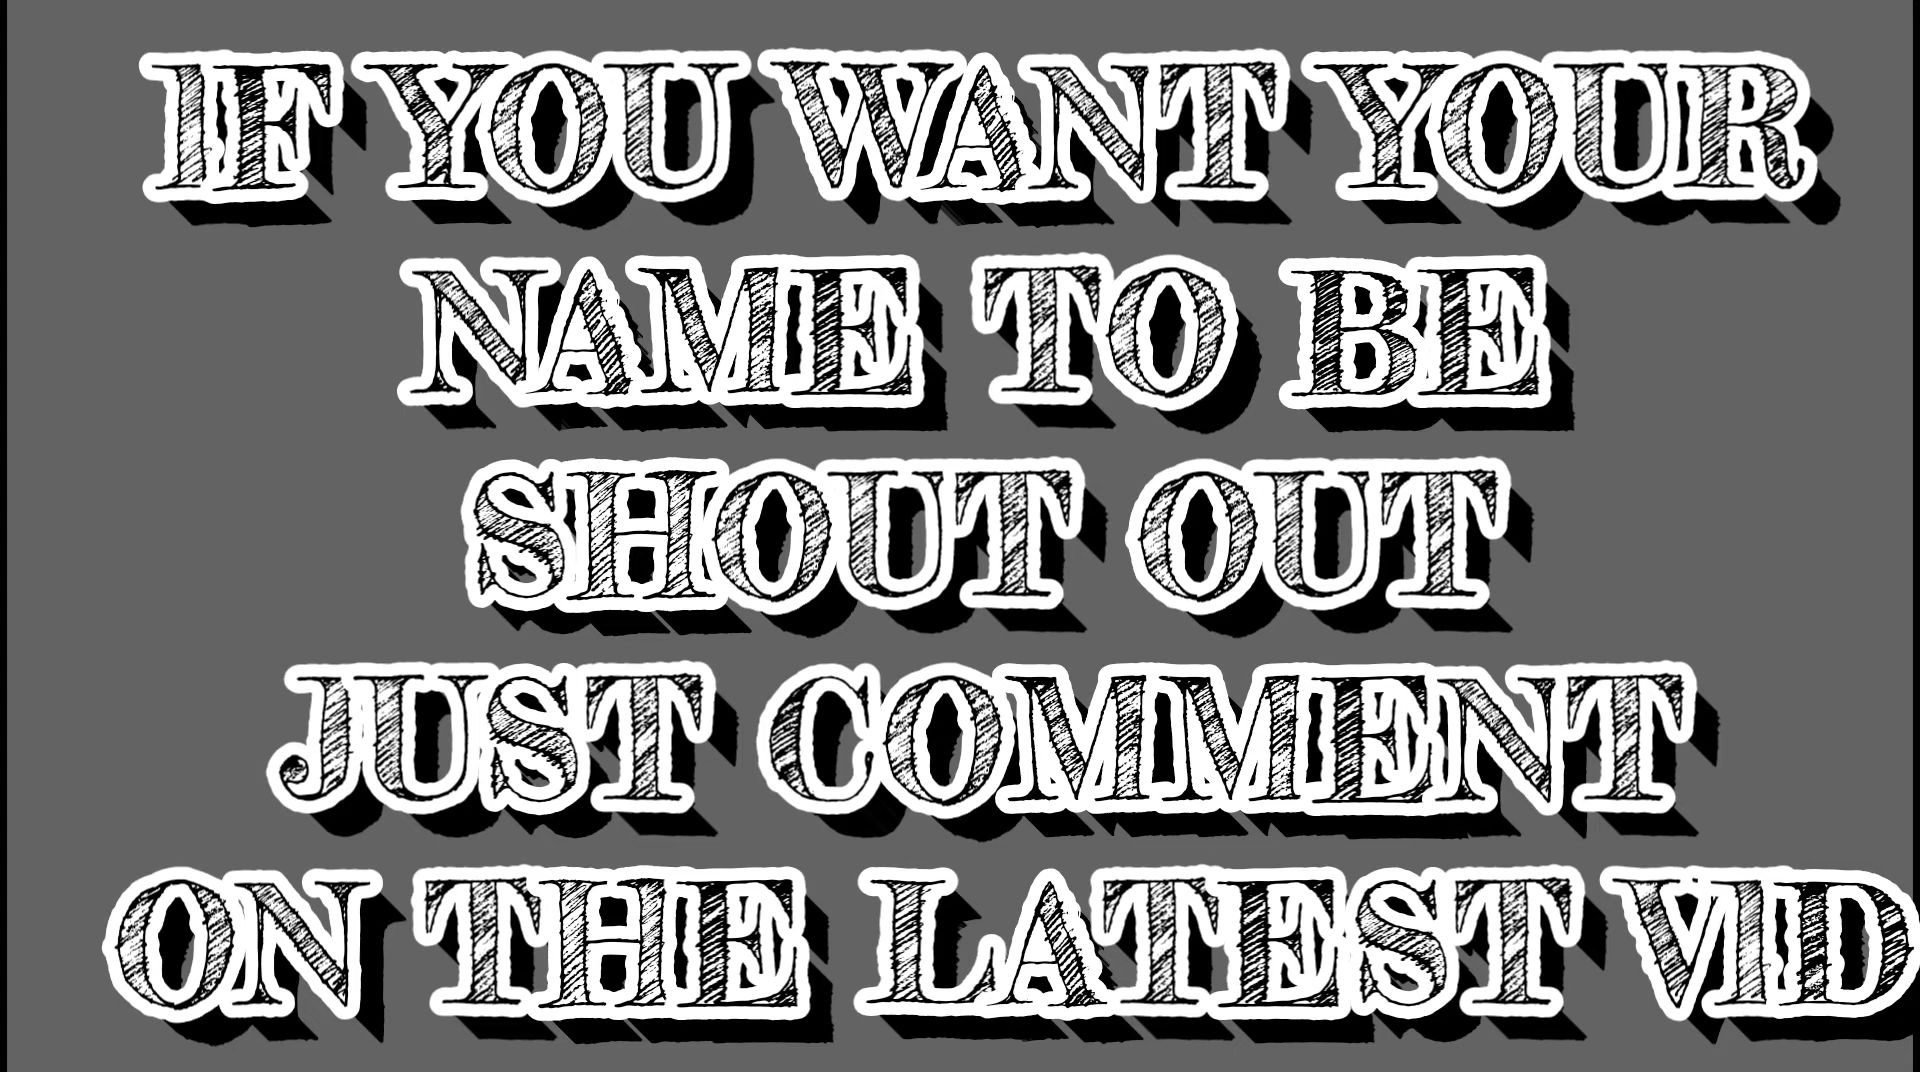 IF YOU WANT YOUR
NAME TO BE
SHOUT OUT
JUST COMMENT
ON THE LATEST VID